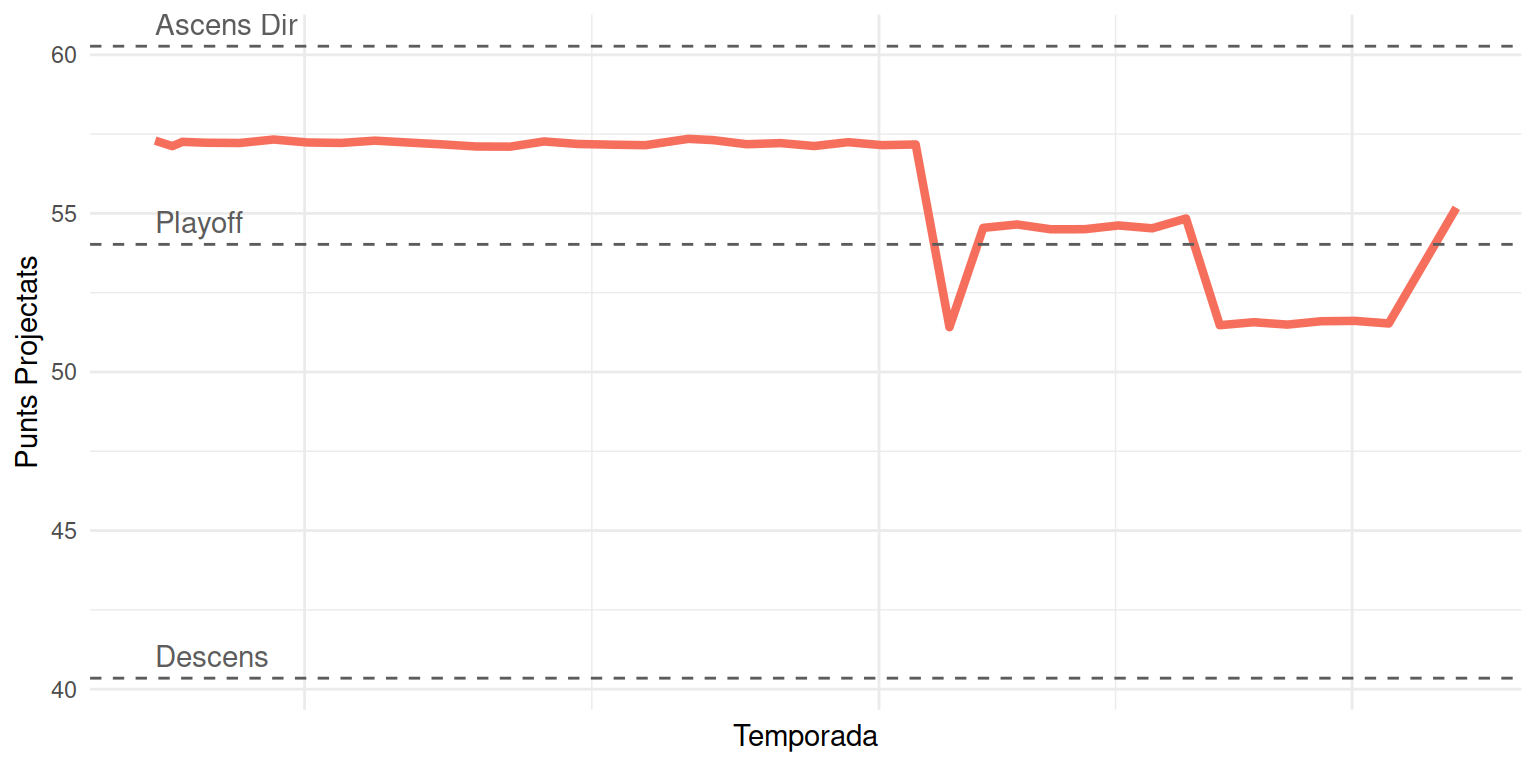 Ascens Dir
60
55
Playoff
50
45
Descens
40
Punts Projectats
Temporada